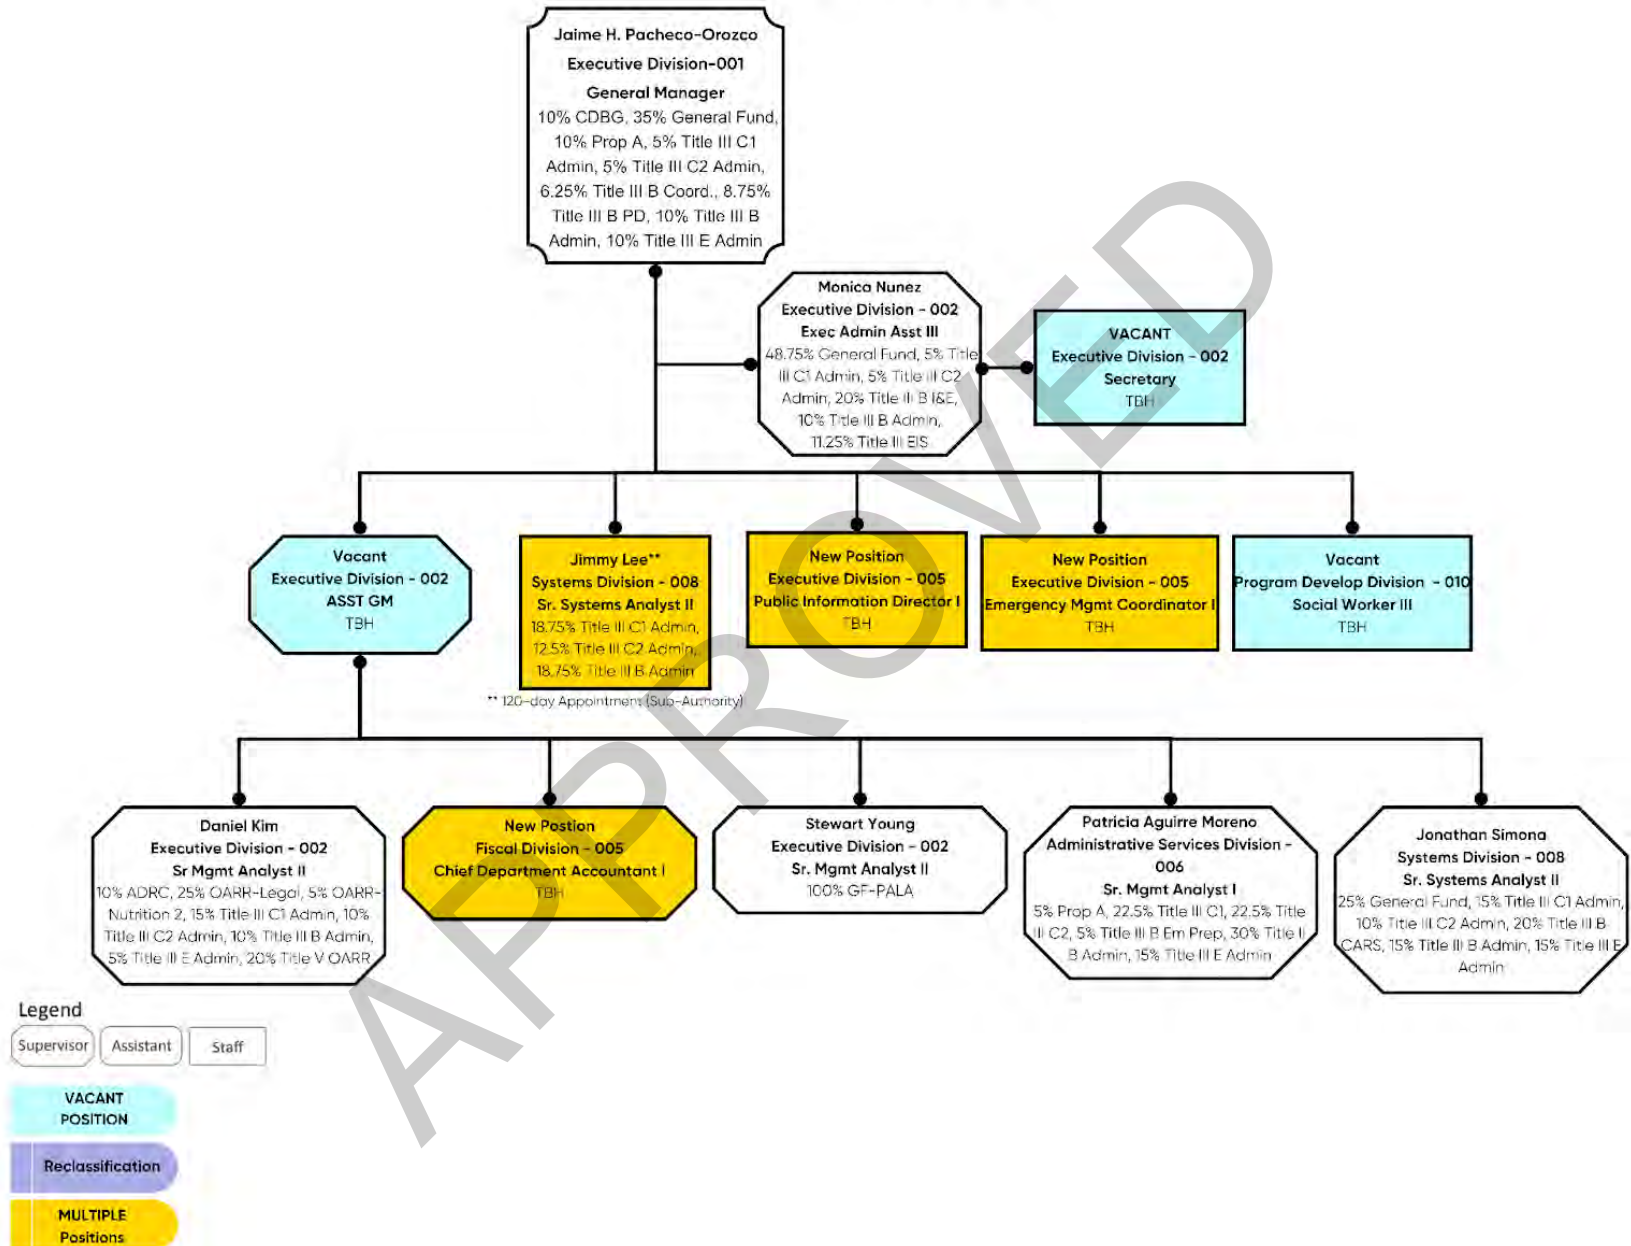 Jaime H. Pacheco-Orozco
Executive Division-001
General Manager
10% CDBG, 35% General Fund,
10% Prop A, 5% Title III C1
Admin, 5% Title III C2 Admin,
6.25% Title III B Coord., 8.75%
Title III B PD, 10% Title III B
Admin, 10% Title III E Admin
Monica Nunez
Executive Division - 002
Exec Admin Asst III
48.75% General Fund, 5% Title
III C1 Admin, 5% Title III C2
Admin, 20% Title III B I&E,
10% Title III B Admin,
11.25% Title III EIS
VACANT
Executive Division - 002
Secretary
TBH
Vacant
Executive Division - 002
ASST GM
TBH
Jimmy Lee**
Systems Division - 008
Sr. Systems Analyst II
18.75% Title III C1 Admin,
12.5% Title III C2 Admin,
18.75% Title III B Admin
** 120-day Appointment (Sub-Authority)
New Position
Executive Division - 005
Public Information Director I
TBH
New Position
Executive Division - 005
Emergency Mgmt Coordinator I
TBH
Vacant
Program Develop Division - 010
Social Worker III
TBH
Daniel Kim
Executive Division - 002
Sr Mgmt Analyst II
10% ADRC, 25% OARR-Legal, 5% OARR-
Nutrition 2, 15% Title III C1 Admin, 10%
Title III C2 Admin, 10% Title III B Admin,
5% Title III E Admin, 20% Title V OARR
New Postion
Fiscal Division - 005
Chief Department Accountant I
TBH
Stewart Young
Executive Division - 002
Sr. Mgmt Analyst II
100% GF-PALA
Patricia Aguirre Moreno
Administrative Services Division -
006
Sr. Mgmt Analyst I
5% Prop A, 22.5% Title III C1, 22.5% Title
III C2, 5% Title III B Em Prep, 30% Title II
B Admin, 15% Title III E Admin
Jonathan Simona
Systems Division - 008
Sr. Systems Analyst II
25% General Fund, 15% Title III C1 Admin,
10% Title III C2 Admin, 20% Title III B
CARS, 15% Title III B Admin, 15% Title III E
Admin
APPROVED
Legend
Supervisor
Assistant
Staff
VACANT
POSITION
Reclassification
MULTIPLE
Positions